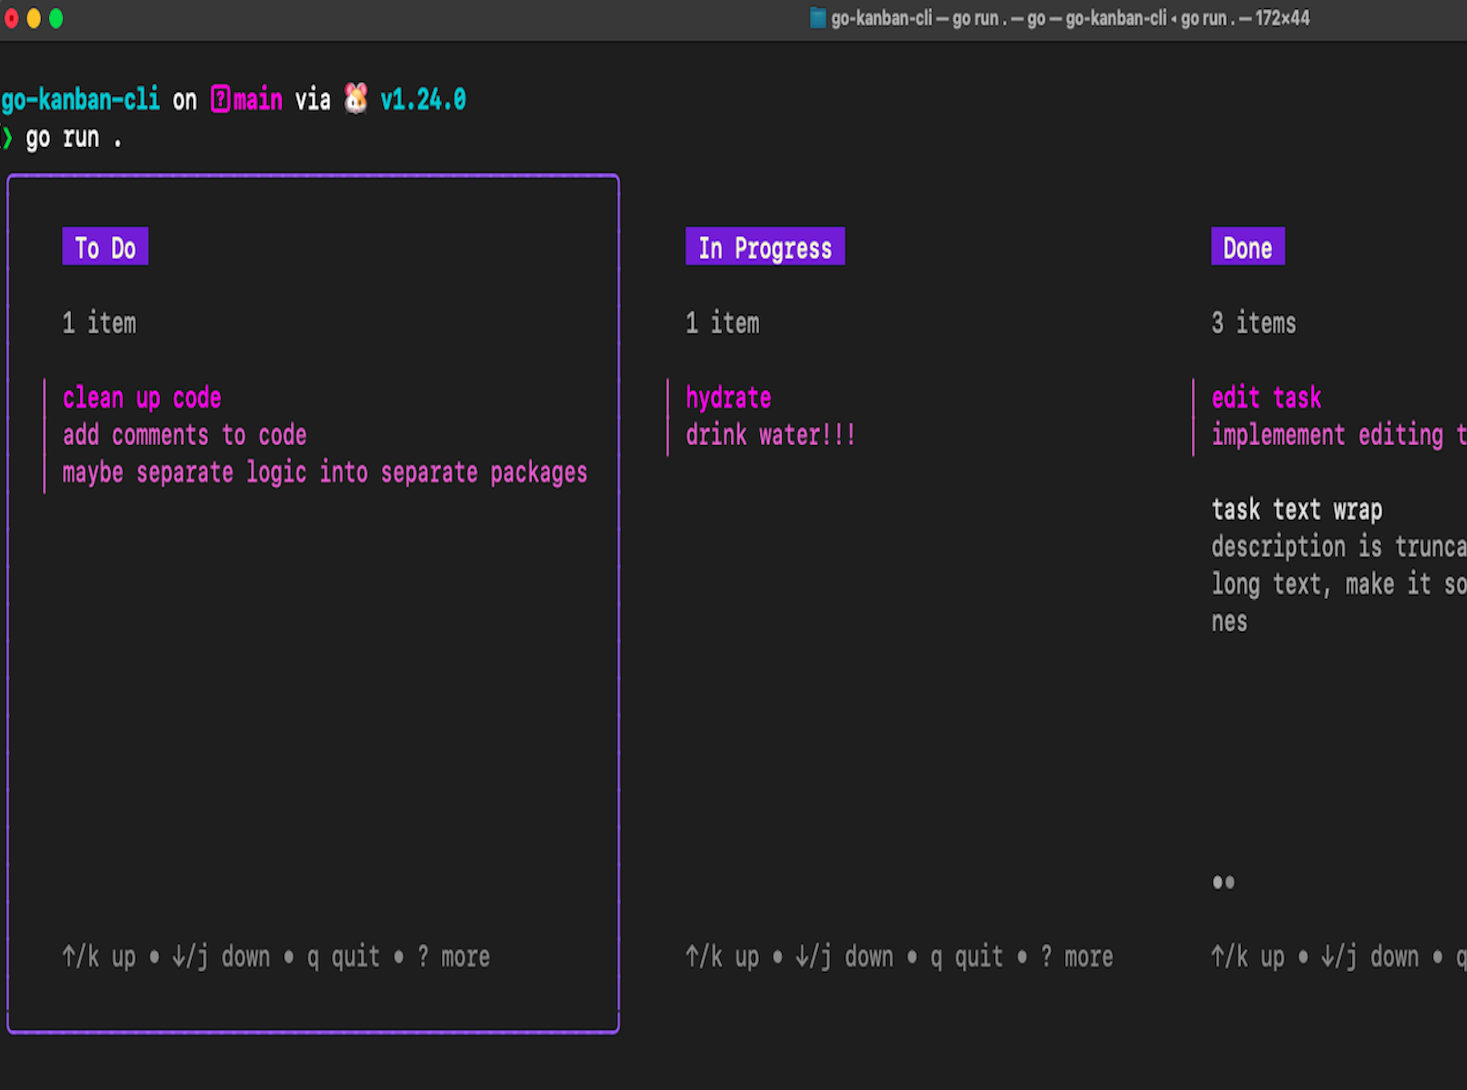 go-kanban-cli — go run . — go — go-kanban-cli ◂ go run . — 172×44
go-kanban-cli on main via v1.24.0
❯ go run .
To Do
1 item
clean up code
add comments to code
maybe separate logic into separate packages
↑/k up • ↓/j down • q quit • ? more
In Progress
1 item
hydrate
drink water!!!
↑/k up • ↓/j down • q quit • ? more
Done
3 items
edit task
implemement editing t
task text wrap
description is trunca
long text, make it so
nes
••
↑/k up • ↓/j down • q